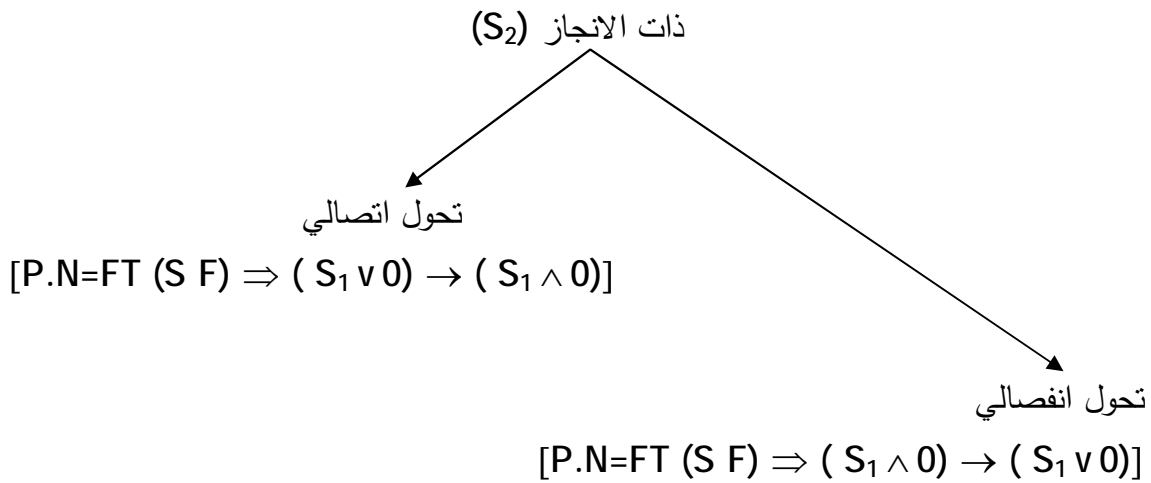 ذات الانجاز (S₂)
تحول اتصالي
[P.N=FT (S F) ⇒ ( S₁ v 0) → ( S₁ ∧ 0)]
تحول انفصالي
[P.N=FT (S F) ⇒ ( S₁ ∧ 0) → ( S₁ v 0)]